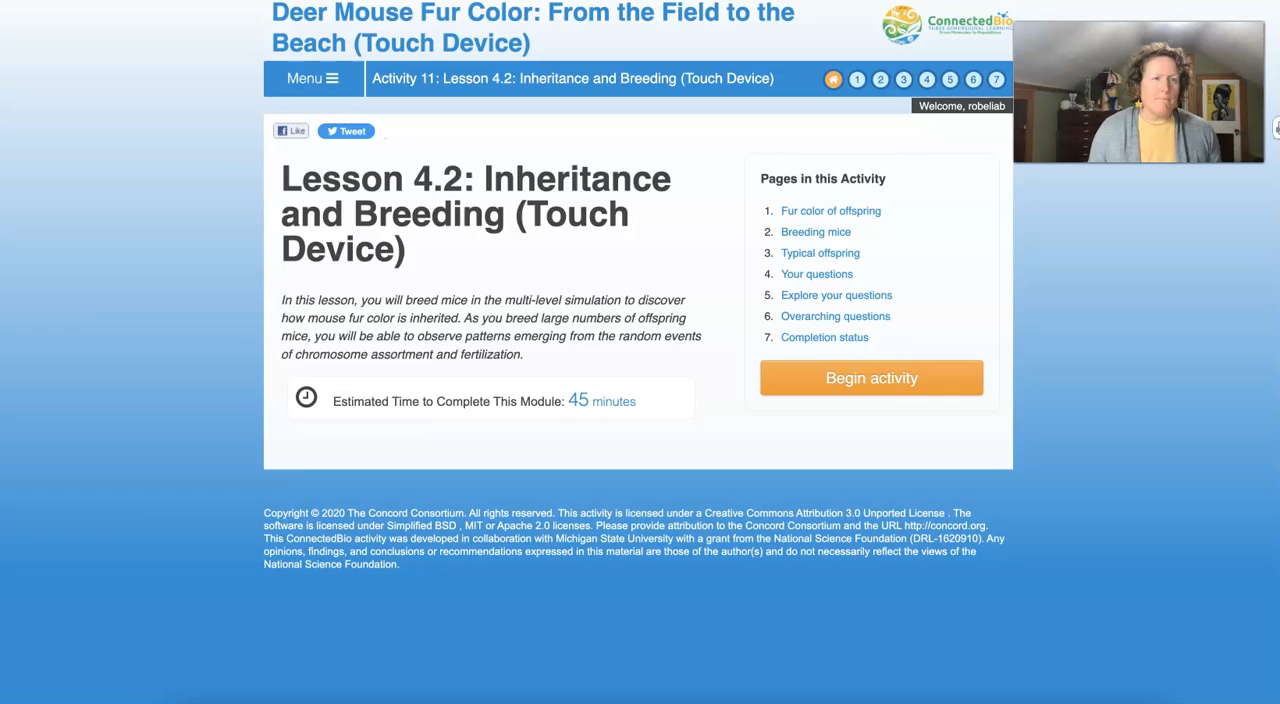 Deer Mouse Fur Color: From the Field to the
Beach (Touch Device)
ConnectedBio
THREE-DIMENSIONAL LEARNING
From Molecules to Populations
Menu
Activity 11: Lesson 4.2: Inheritance and Breeding (Touch Device)
1 2 3 4 5 6 7
Welcome, robeliab
Like
Tweet
Lesson 4.2: Inheritance
and Breeding (Touch
Device)
In this lesson, you will breed mice in the multi-level simulation to discover
how mouse fur color is inherited. As you breed large numbers of offspring
mice, you will be able to observe patterns emerging from the random events
of chromosome assortment and fertilization.
Estimated Time to Complete This Module: 45 minutes
Pages in this Activity
1. Fur color of offspring
2. Breeding mice
3. Typical offspring
4. Your questions
5. Explore your questions
6. Overarching questions
7. Completion status
Begin activity
Copyright © 2020 The Concord Consortium. All rights reserved. This activity is licensed under a Creative Commons Attribution 3.0 Unported License . The
software is licensed under Simplified BSD , MIT or Apache 2.0 licenses. Please provide attribution to the Concord Consortium and the URL http://concord.org.
This ConnectedBio activity was developed in collaboration with Michigan State University with a grant from the National Science Foundation (DRL-1620910). Any
opinions, findings, and conclusions or recommendations expressed in this material are those of the author(s) and do not necessarily reflect the views of the
National Science Foundation.